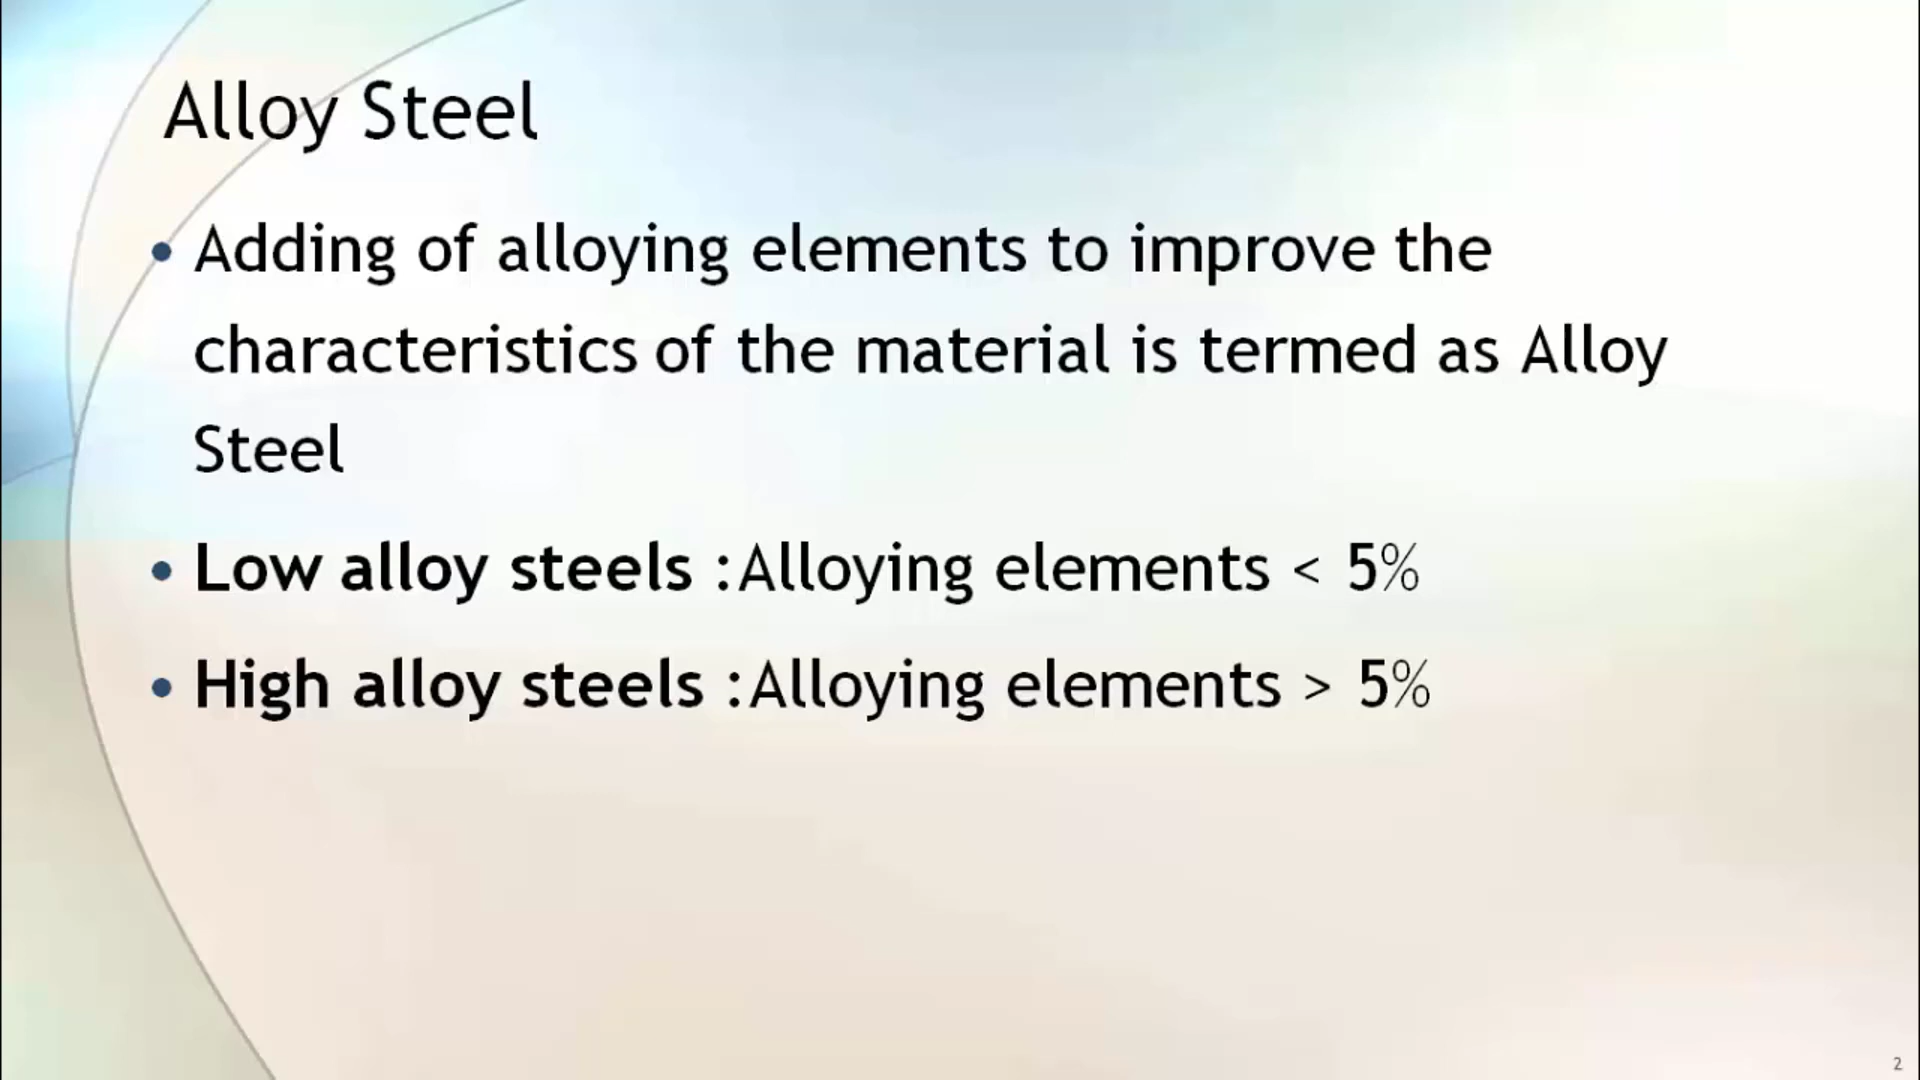 Alloy Steel
• Adding of alloying elements to improve the
characteristics of the material is termed as Alloy
Steel
• Low alloy steels :Alloying elements < 5%
• High alloy steels :Alloying elements > 5%
2